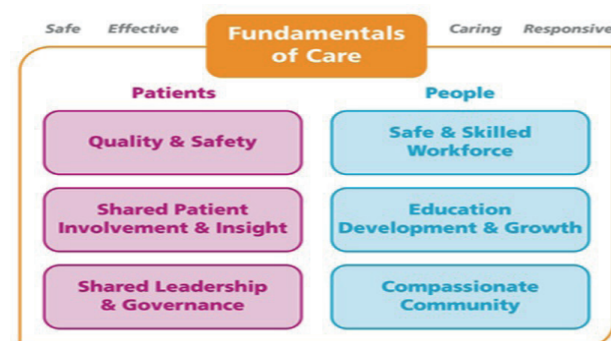 Safe Effective Fundamentals of Care Caring Responsive
Patients People
Quality & Safety
Safe & Skilled
Workforce
Shared Patient
Involvement & Insight
Education
Development & Growth
Shared Leadership
& Governance
Compassionate
Community